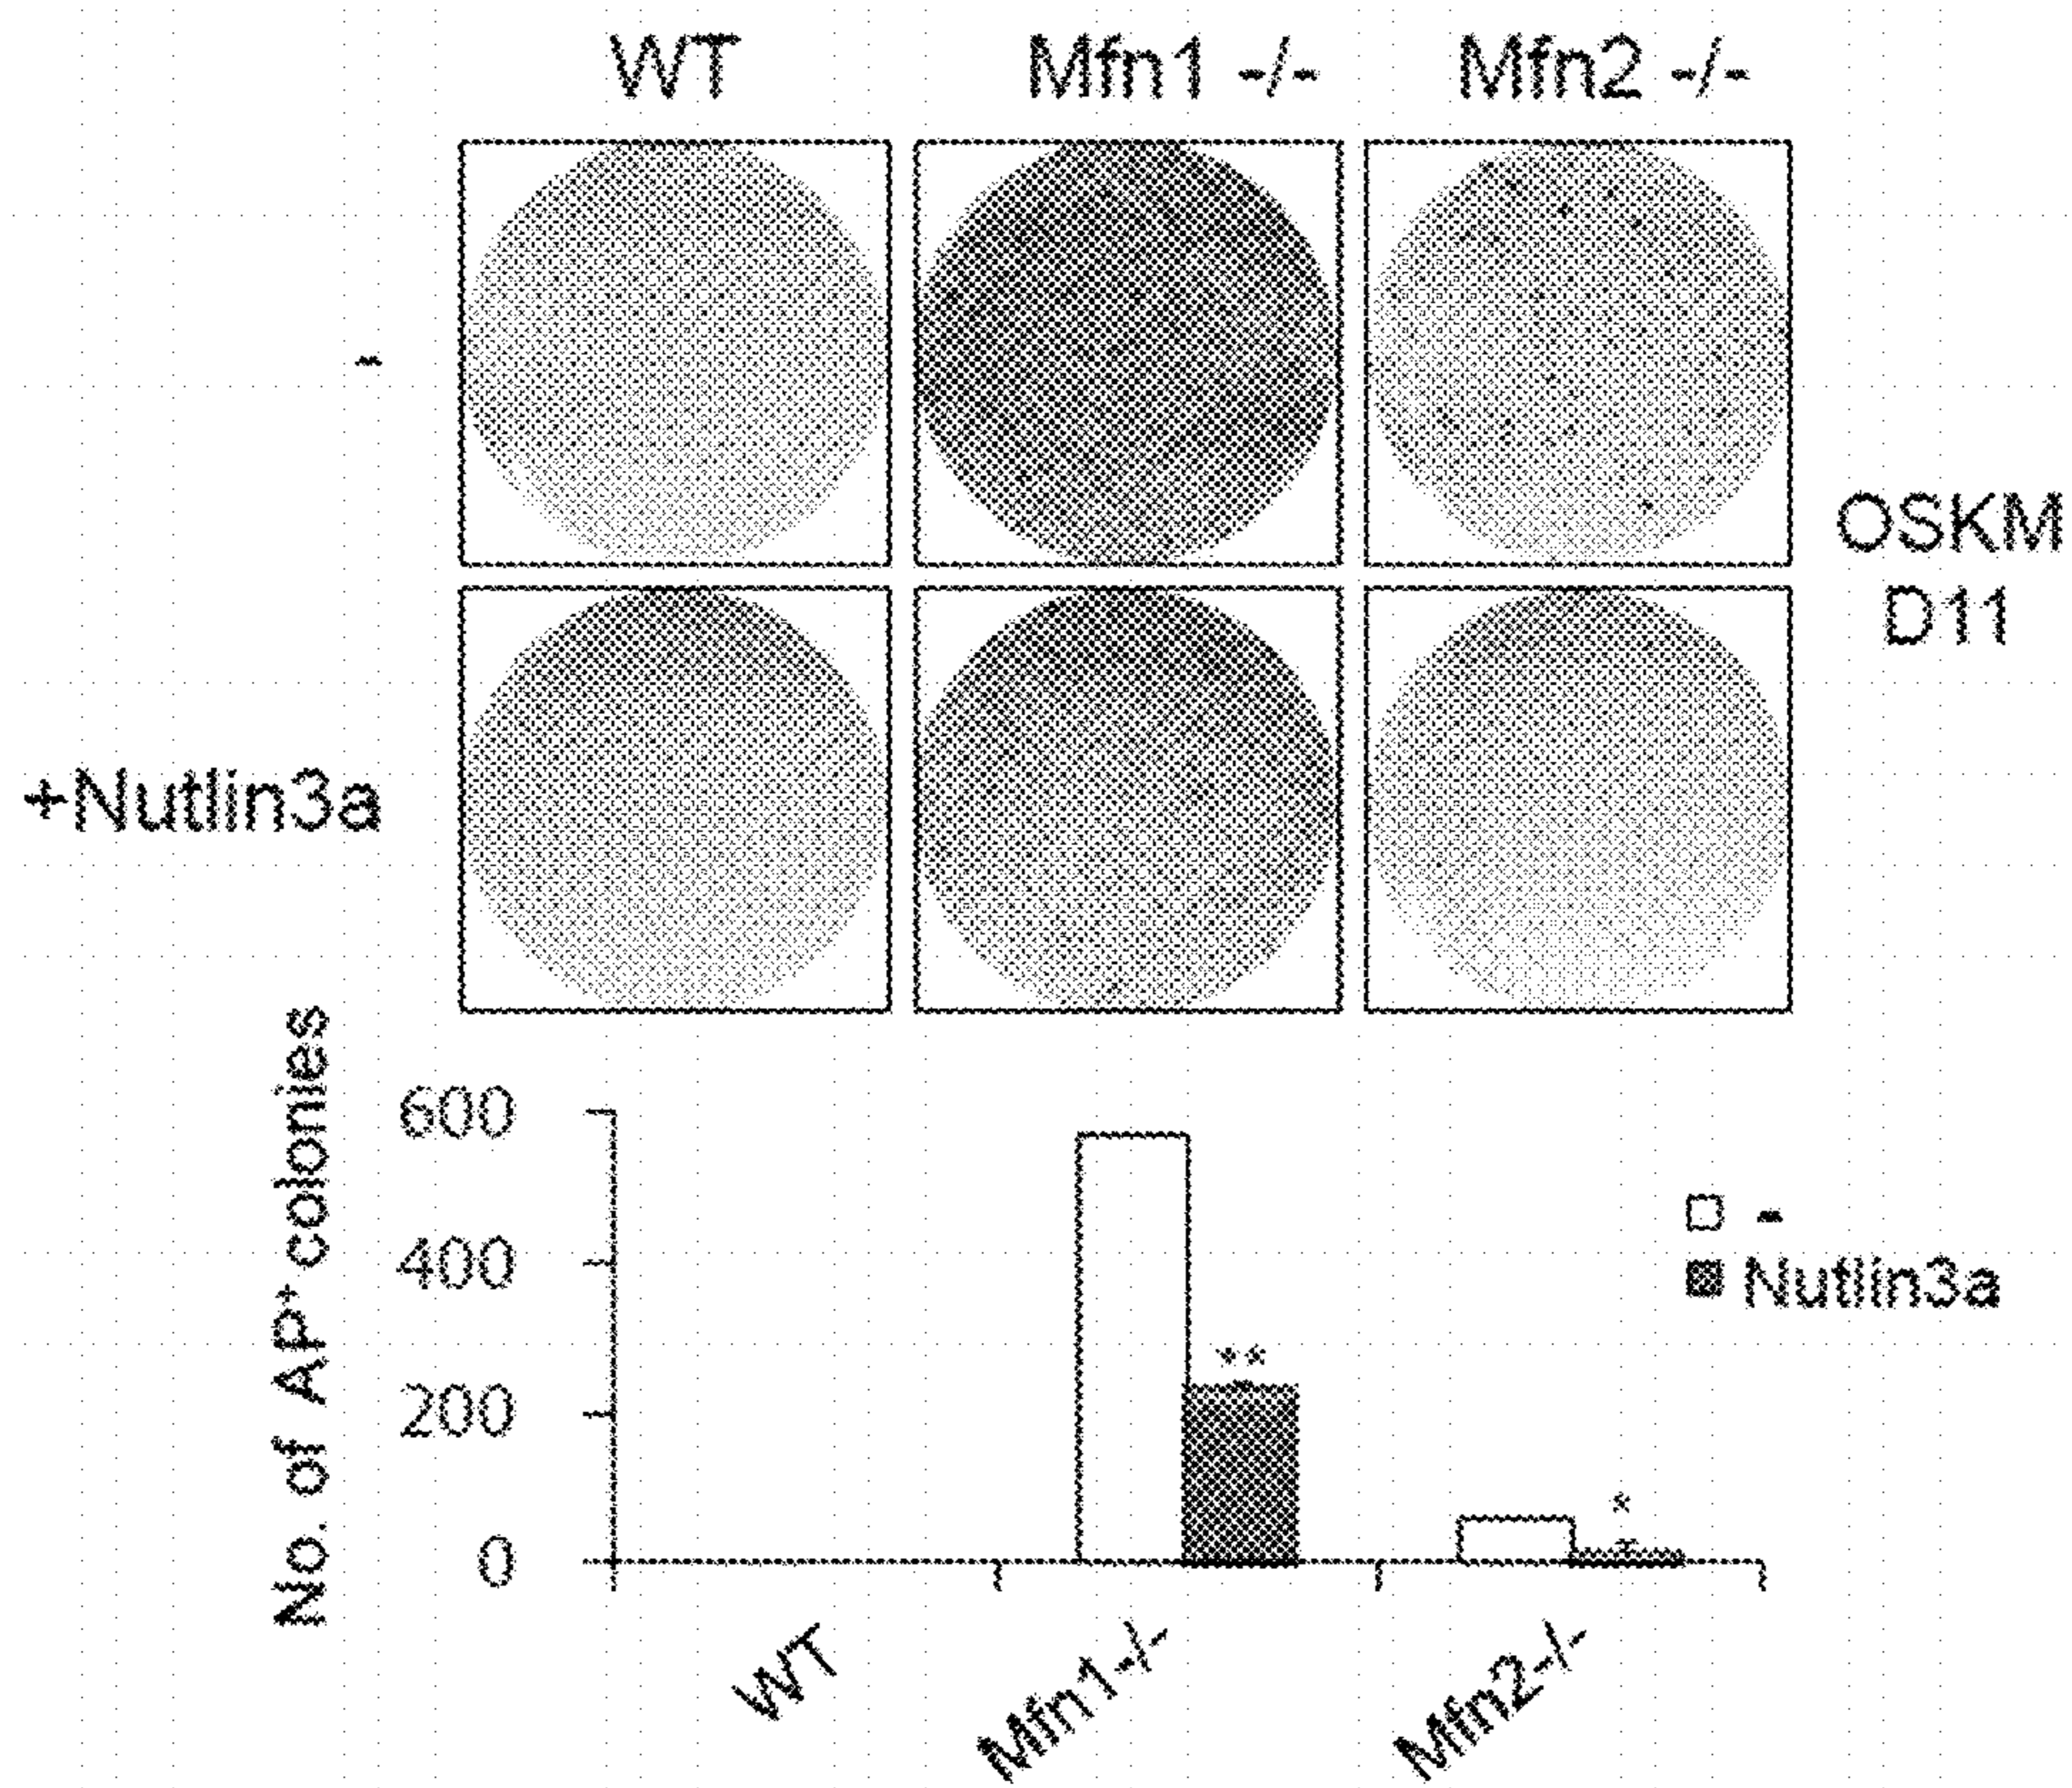 WT Mfn1 -/- Mfn2 -/-
-
OSKM
D11
+Nutlin3a
No. of AP⁺ colonies
600
400
200
0
**
*
-
Nutlin3a
WT
Mfn1-/-
Mfn2-/-